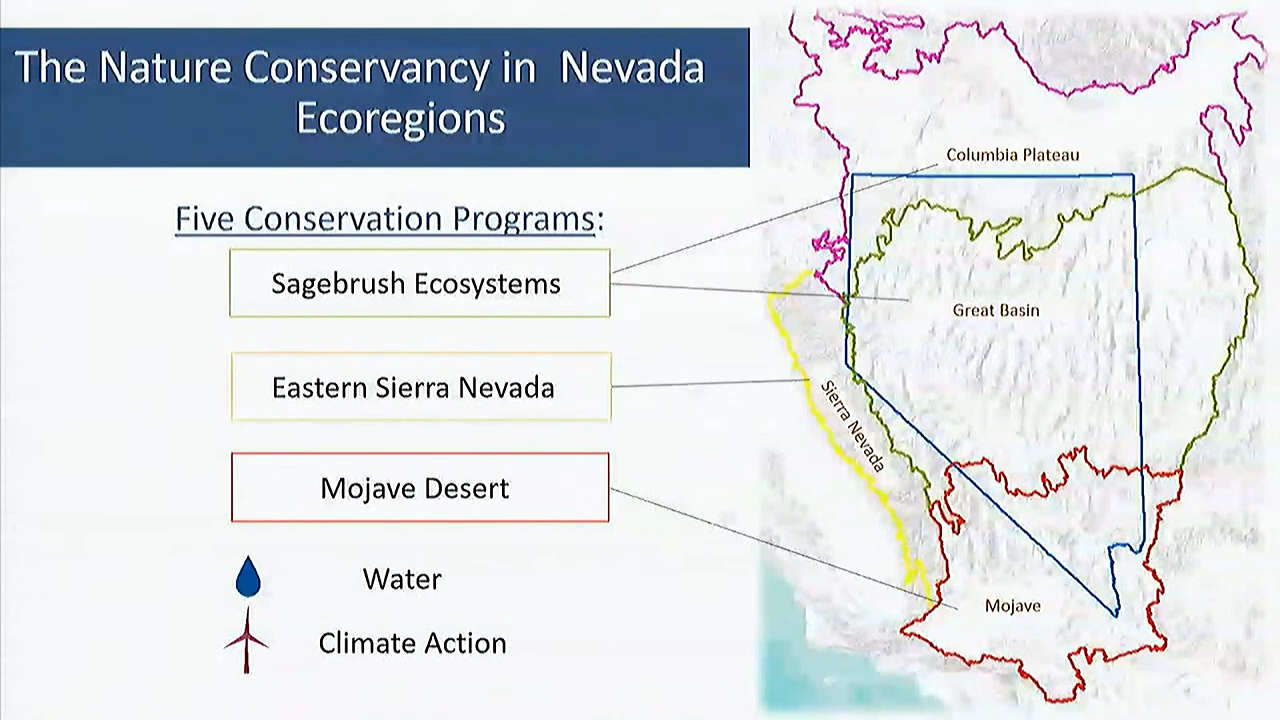 The Nature Conservancy in Nevada
Ecoregions
Five Conservation Programs:
Sagebrush Ecosystems
Eastern Sierra Nevada
Mojave Desert
Water
Climate Action
Columbia Plateau
Great Basin
Sierra Nevada
Mojave